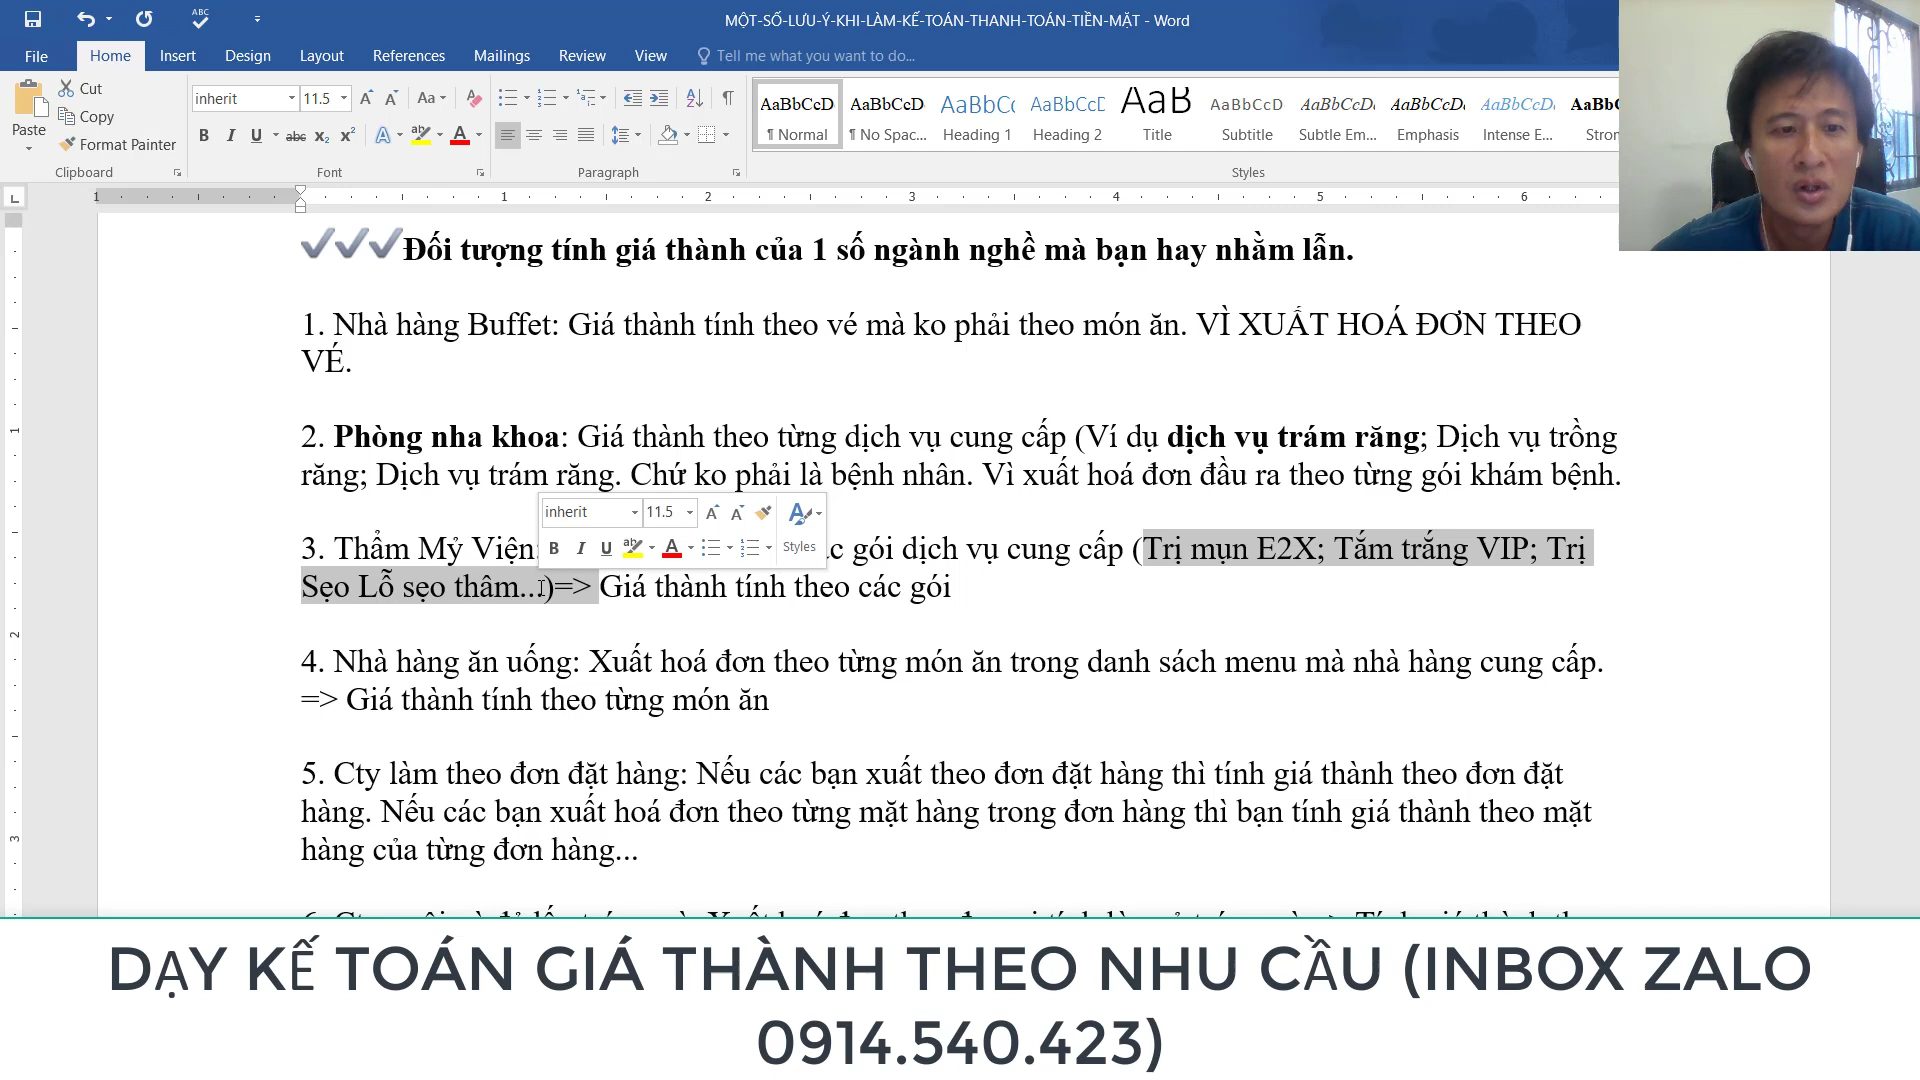 MỘT-SỐ-LƯU-Ý-KHI-LÀM-KẾ-TOÁN-THANH-TOÁN-TIỀN-MẶT - Word
File Home Insert Design Layout References Mailings Review View Tell me what you want to do...
Paste
Cut
Copy
Format Painter
Clipboard
inherit 11.5
Font
Paragraph
AaBbCcD AaBbCcD AaBbC AaBbCcD AaB AaBbCcD AaBbCcD AaBbCcD AaBbCcD
¶ Normal ¶ No Spac... Heading 1 Heading 2 Title Subtitle Subtle Em... Emphasis Intense E...
Styles
1 1 2 3 4 5 6
Đối tượng tính giá thành của 1 số ngành nghề mà bạn hay nhằm lẫn.
1. Nhà hàng Buffet: Giá thành tính theo vé mà ko phải theo món ăn. VÌ XUẤT HOÁ ĐƠN THEO
VÉ.
2. Phòng nha khoa: Giá thành theo từng dịch vụ cung cấp (Ví dụ dịch vụ trám răng; Dịch vụ trồng
răng; Dịch vụ trám răng. Chứ ko phải là bệnh nhân. Vì xuất hoá đơn đầu ra theo từng gói khám bệnh.
inherit 11.5
Styles
3. Thẩm Mỷ Viện: gói dịch vụ cung cấp (Trị mụn E2X; Tắm trắng VIP; Trị
Sẹo Lỗ sẹo thâm...)=> Giá thành tính theo các gói
4. Nhà hàng ăn uống: Xuất hoá đơn theo từng món ăn trong danh sách menu mà nhà hàng cung cấp.
=> Giá thành tính theo từng món ăn
5. Cty làm theo đơn đặt hàng: Nếu các bạn xuất theo đơn đặt hàng thì tính giá thành theo đơn đặt
hàng. Nếu các bạn xuất hoá đơn theo từng mặt hàng trong đơn hàng thì bạn tính giá thành theo mặt
hàng của từng đơn hàng...
DẠY KẾ TOÁN GIÁ THÀNH THEO NHU CẦU (INBOX ZALO
0914.540.423)